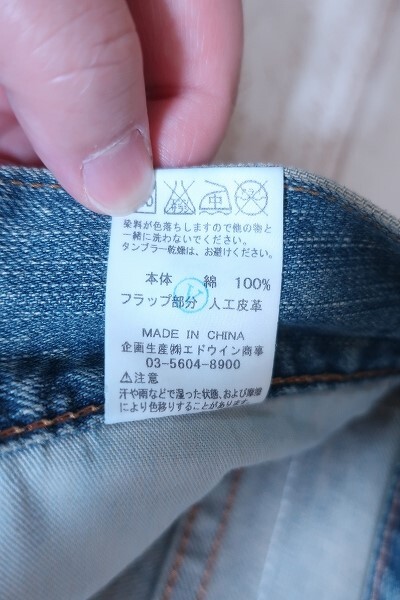 中
染料が色落ちしますので他の物と
一緒に洗わないでください。
タンブラー乾燥は、お避けください。
本体 綿 100%
フラップ部分 人工皮革
MADE IN CHINA
企画生産㈱エドウイン商事
03-5604-8900
⚠注意
汗や雨などで湿った状態、および摩擦
により色移りすることがあります。